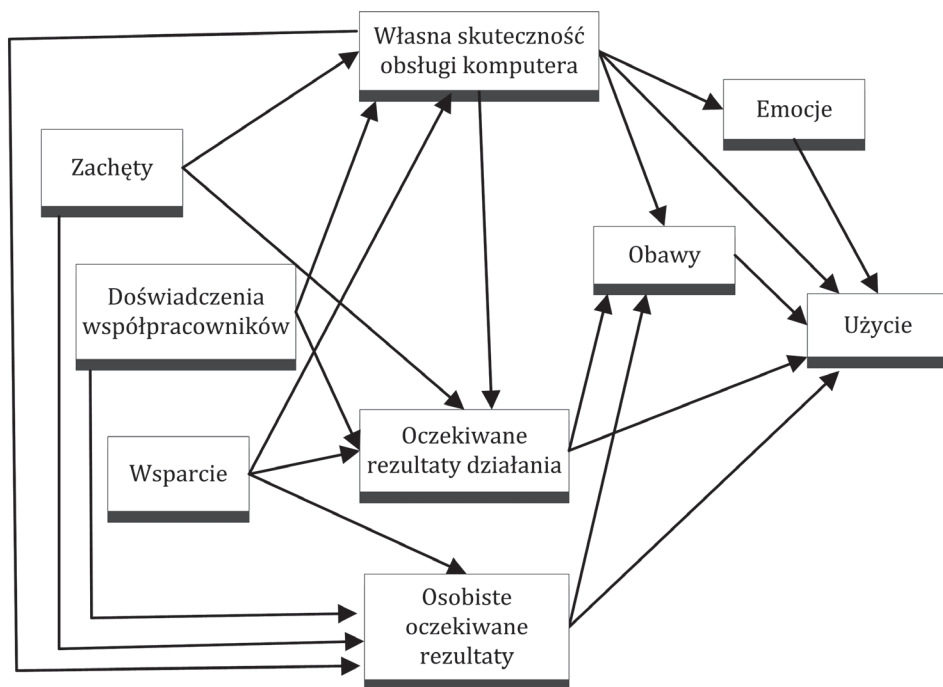 Własna skuteczność
obsługi komputera
Emocje
Zachęty
Obawy
Doświadczenia
współpracowników
Użycie
Oczekiwane
rezultaty działania
Wsparcie
Osobiste
oczekiwane
rezultaty